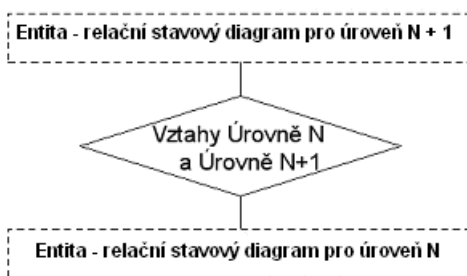 Entita - relační stavový diagram pro úroveň N + 1
Vztahy Úrovně N
a Úrovně N+1
Entita - relační stavový diagram pro úroveň N